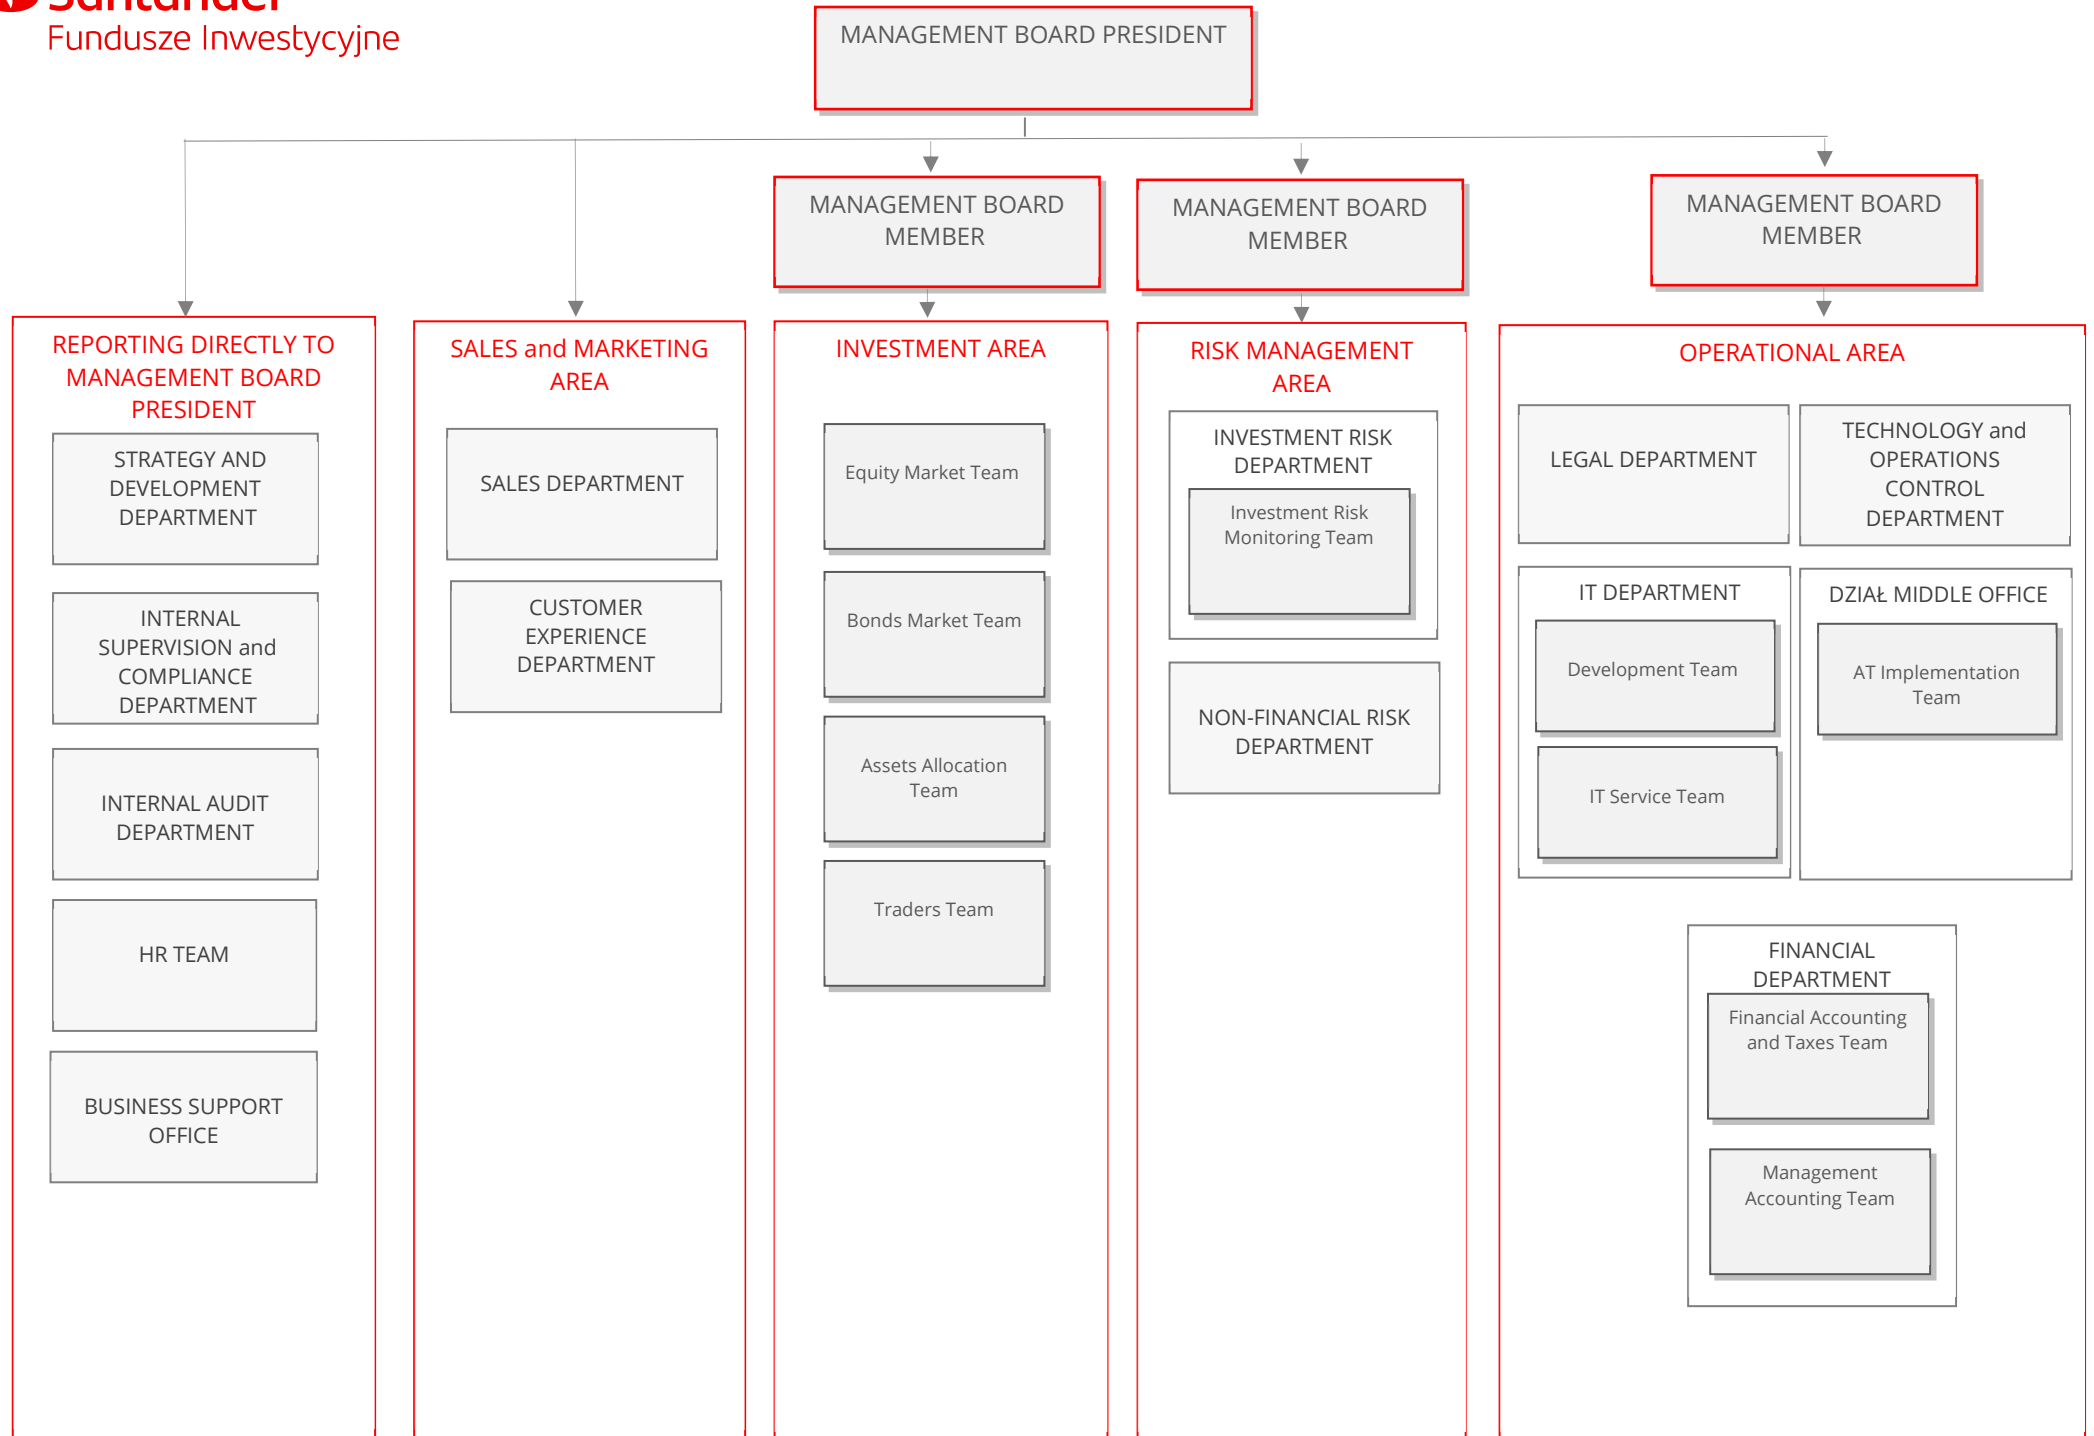 Santander
Fundusze Inwestycyjne
MANAGEMENT BOARD PRESIDENT
MANAGEMENT BOARD
MEMBER
MANAGEMENT BOARD
MEMBER
MANAGEMENT BOARD
MEMBER
REPORTING DIRECTLY TO
MANAGEMENT BOARD
PRESIDENT
STRATEGY AND
DEVELOPMENT
DEPARTMENT
INTERNAL
SUPERVISION and
COMPLIANCE
DEPARTMENT
INTERNAL AUDIT
DEPARTMENT
HR TEAM
BUSINESS SUPPORT
OFFICE
SALES and MARKETING
AREA
SALES DEPARTMENT
CUSTOMER
EXPERIENCE
DEPARTMENT
INVESTMENT AREA
Equity Market Team
Bonds Market Team
Assets Allocation
Team
Traders Team
RISK MANAGEMENT
AREA
INVESTMENT RISK
DEPARTMENT
Investment Risk
Monitoring Team
NON-FINANCIAL RISK
DEPARTMENT
OPERATIONAL AREA
LEGAL DEPARTMENT
TECHNOLOGY and
OPERATIONS
CONTROL
DEPARTMENT
IT DEPARTMENT
Development Team
IT Service Team
DZIAŁ MIDDLE OFFICE
AT Implementation
Team
FINANCIAL
DEPARTMENT
Financial Accounting
and Taxes Team
Management
Accounting Team